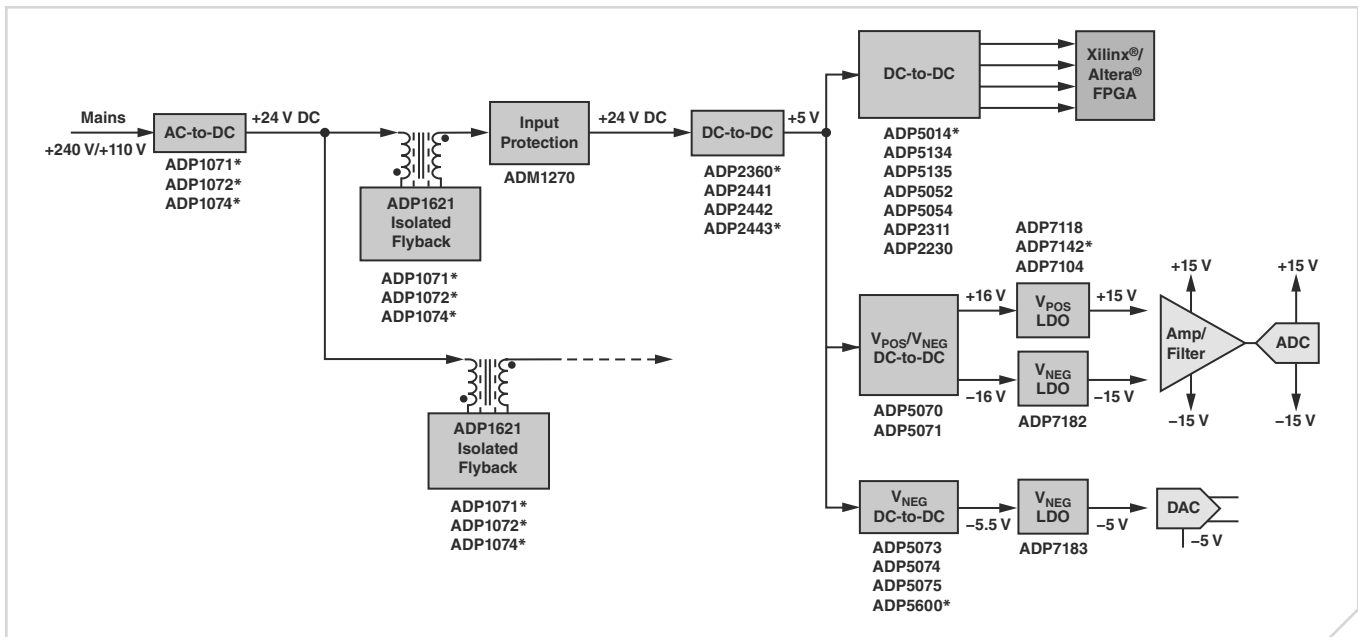 Mains
+240 V/+110 V
AC-to-DC
ADP1071*
ADP1072*
ADP1074*
+24 V DC
ADP1621
Isolated
Flyback
ADP1071*
ADP1072*
ADP1074*
Input
Protection
ADM1270
+24 V DC
DC-to-DC
ADP2360*
ADP2441
ADP2442
ADP2443*
+5 V
DC-to-DC
ADP5014*
ADP5134
ADP5135
ADP5052
ADP5054
ADP2311
ADP2230
Xilinx®/
Altera®
FPGA
ADP1621
Isolated
Flyback
ADP1071*
ADP1072*
ADP1074*
VPOS/VNEG
DC-to-DC
ADP5070
ADP5071
+16 V
−16 V
ADP7118
ADP7142*
ADP7104
VPOS
LDO
+15 V
VNEG
LDO
−15 V
ADP7182
+15 V
Amp/
Filter
−15 V
+15 V
ADC
−15 V
VNEG
DC-to-DC
ADP5073
ADP5074
ADP5075
ADP5600*
−5.5 V
VNEG
LDO
ADP7183
−5 V
DAC
−5 V